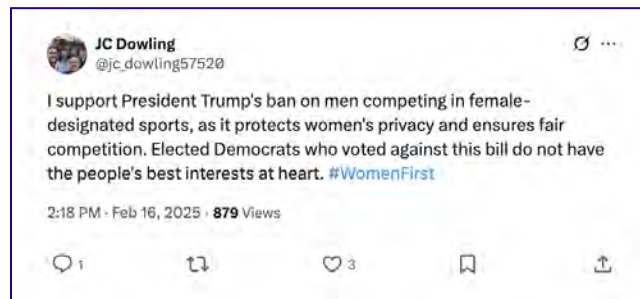 JC Dowling
@jc_dowling57520
I support President Trump's ban on men competing in female-
designated sports, as it protects women's privacy and ensures fair
competition. Elected Democrats who voted against this bill do not have
the people's best interests at heart. #WomenFirst
2:18 PM · Feb 16, 2025 · 879 Views
1 3